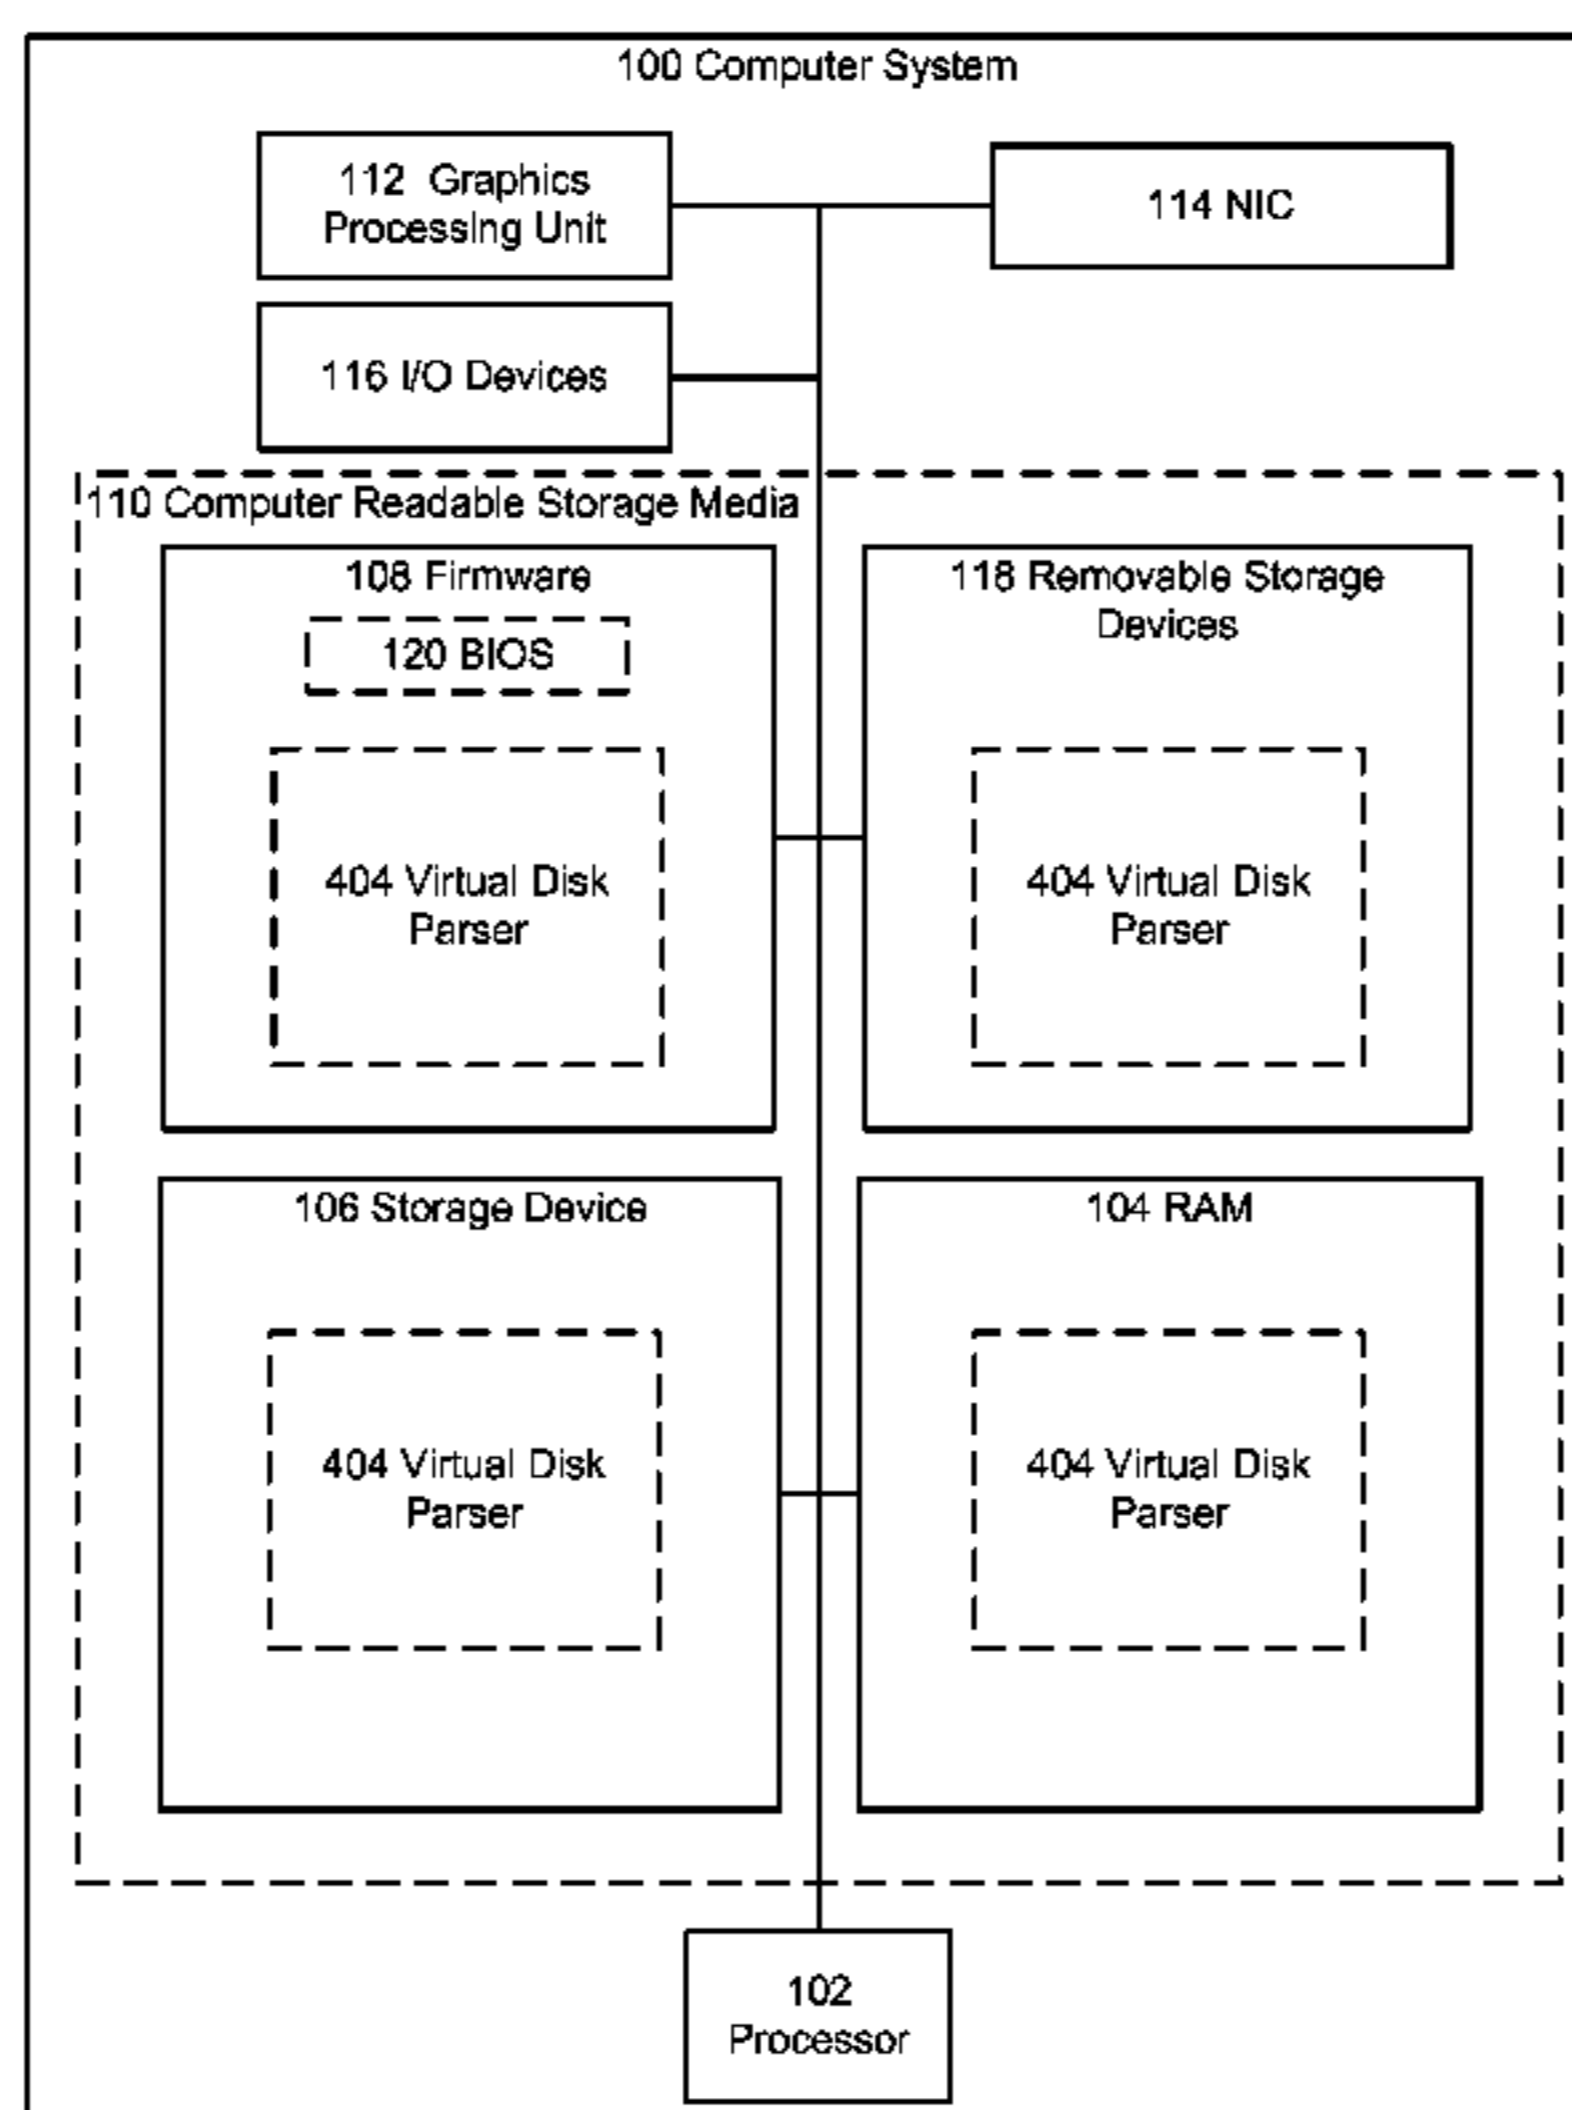 100 Computer System
112 Graphics
Processing Unit
114 NIC
116 I/O Devices
110 Computer Readable Storage Media
108 Firmware
120 BIOS
404 Virtual Disk
Parser
118 Removable Storage
Devices
404 Virtual Disk
Parser
106 Storage Device
404 Virtual Disk
Parser
104 RAM
404 Virtual Disk
Parser
102
Processor